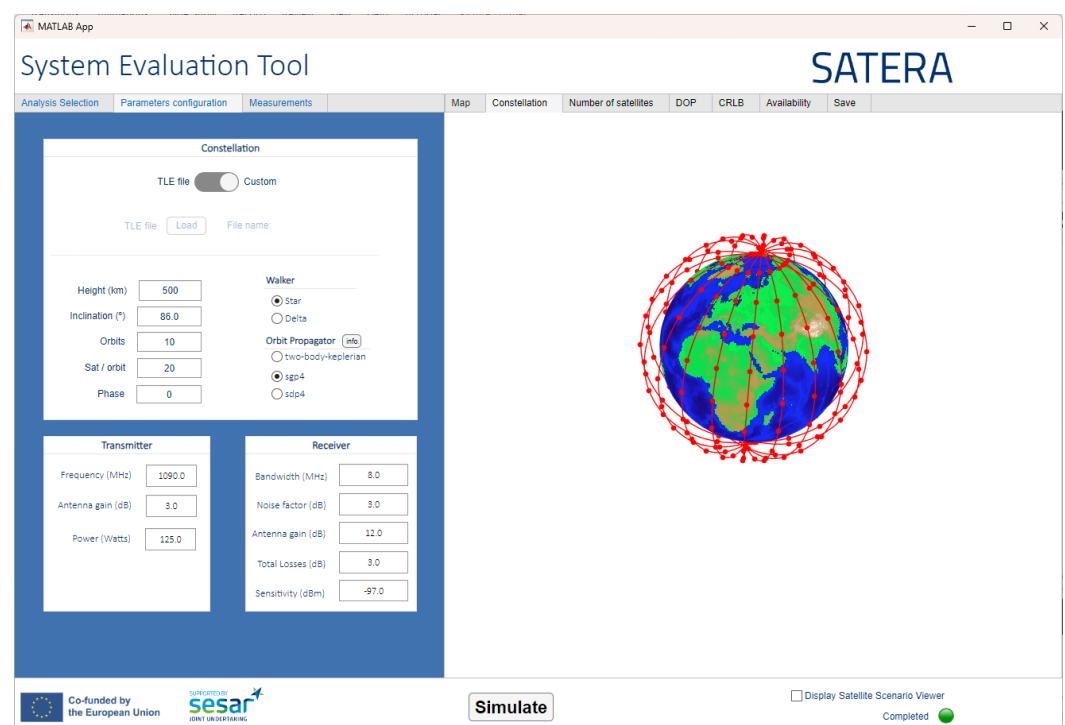 MATLAB App
System Evaluation Tool
SATERA
Analysis Selection Parameters configuration Measurements
Map Constellation Number of satellites DOP CRLB Availability Save
Constellation
TLE file Custom
TLE file Load File name:
Height (km) 500
Inclination (°) 86.0
Orbits 10
Sat / orbit 20
Phase 0
Walker
Star
Delta
Orbit Propagator info
two-body-keplerian
sgp4
sdp4
Transmitter
Frequency (MHz) 1090.0
Antenna gain (dB) 3.0
Power (Watts) 125.0
Receiver
Bandwidth (MHz) 8.0
Noise factor (dB) 3.0
Antenna gain (dB) 12.0
Total Losses (dB) 3.0
Sensitivity (dBm) -97.0
Co-funded by
the European Union
SUPPORTED BY
sesar
JOINT UNDERTAKING
Simulate
Display Satellite Scenario Viewer
Completed